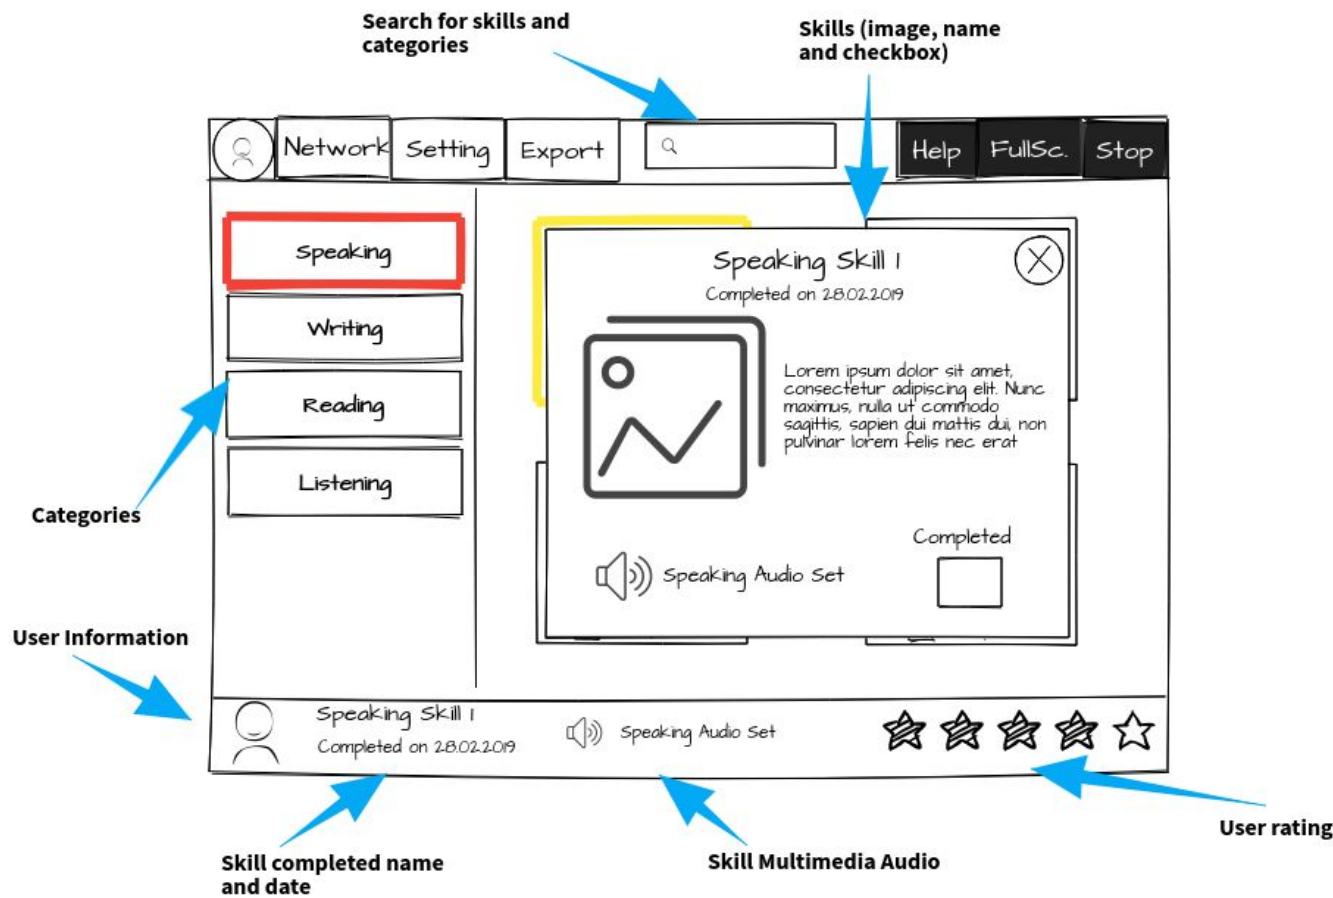 Search for skills and
categories
Skills (image, name
and checkbox)
Network
Setting
Export
Help
FullSc.
Stop
Speaking
Writing
Reading
Listening
Categories
Speaking Skill 1
Completed on 28.02.2019
Lorem ipsum dolor sit amet,
consectetur adipiscing elit. Nunc
maximus, nulla ut commodo
sagittis, sapien dui mattis dui, non
pulvinar lorem felis nec erat
Completed
Speaking Audio Set
User Information
Speaking Skill 1
Completed on 28.02.2019
Speaking Audio Set
User rating
Skill completed name
and date
Skill Multimedia Audio